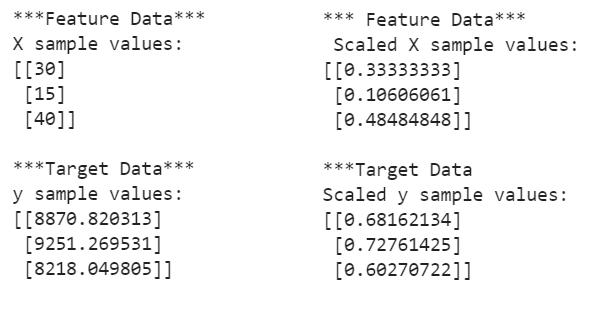 ***Feature Data***
X sample values:
[[30]
[15]
[40]]
***Target Data***
y sample values:
[[8870.820313]
[9251.269531]
[8218.049805]]
*** Feature Data***
Scaled X sample values:
[[0.33333333]
[0.10606061]
[0.48484848]]
***Target Data
Scaled y sample values:
[[0.68162134]
[0.72761425]
[0.60270722]]